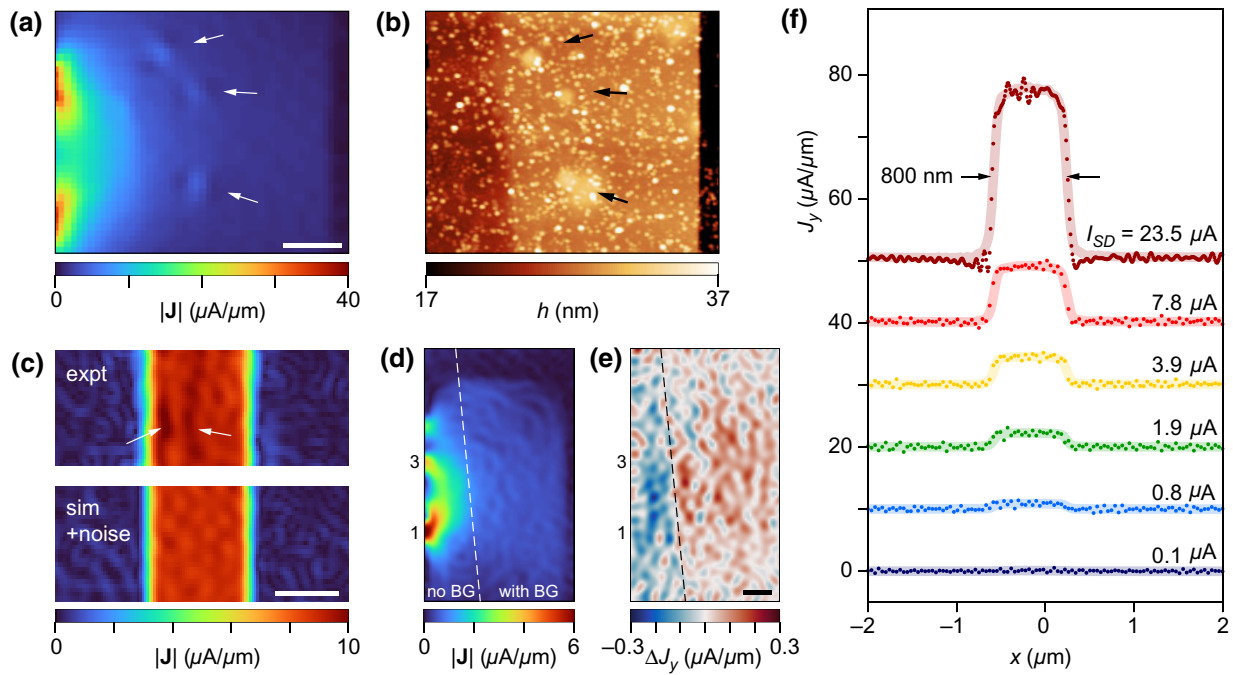 (a)
0
40
|J| (µA/µm)
(b)
17
37
h (nm)
(c)
expt
sim
+noise
0
10
|J| (µA/µm)
(d)
3
1
no BG
with BG
0
6
|J| (µA/µm)
(e)
3
1
–0.3
0.3
ΔJy (µA/µm)
(f)
80
60
40
20
0
Jy (µA/µm)
800 nm
ISD = 23.5 µA
7.8 µA
3.9 µA
1.9 µA
0.8 µA
0.1 µA
–2
–1
0
1
2
x (µm)